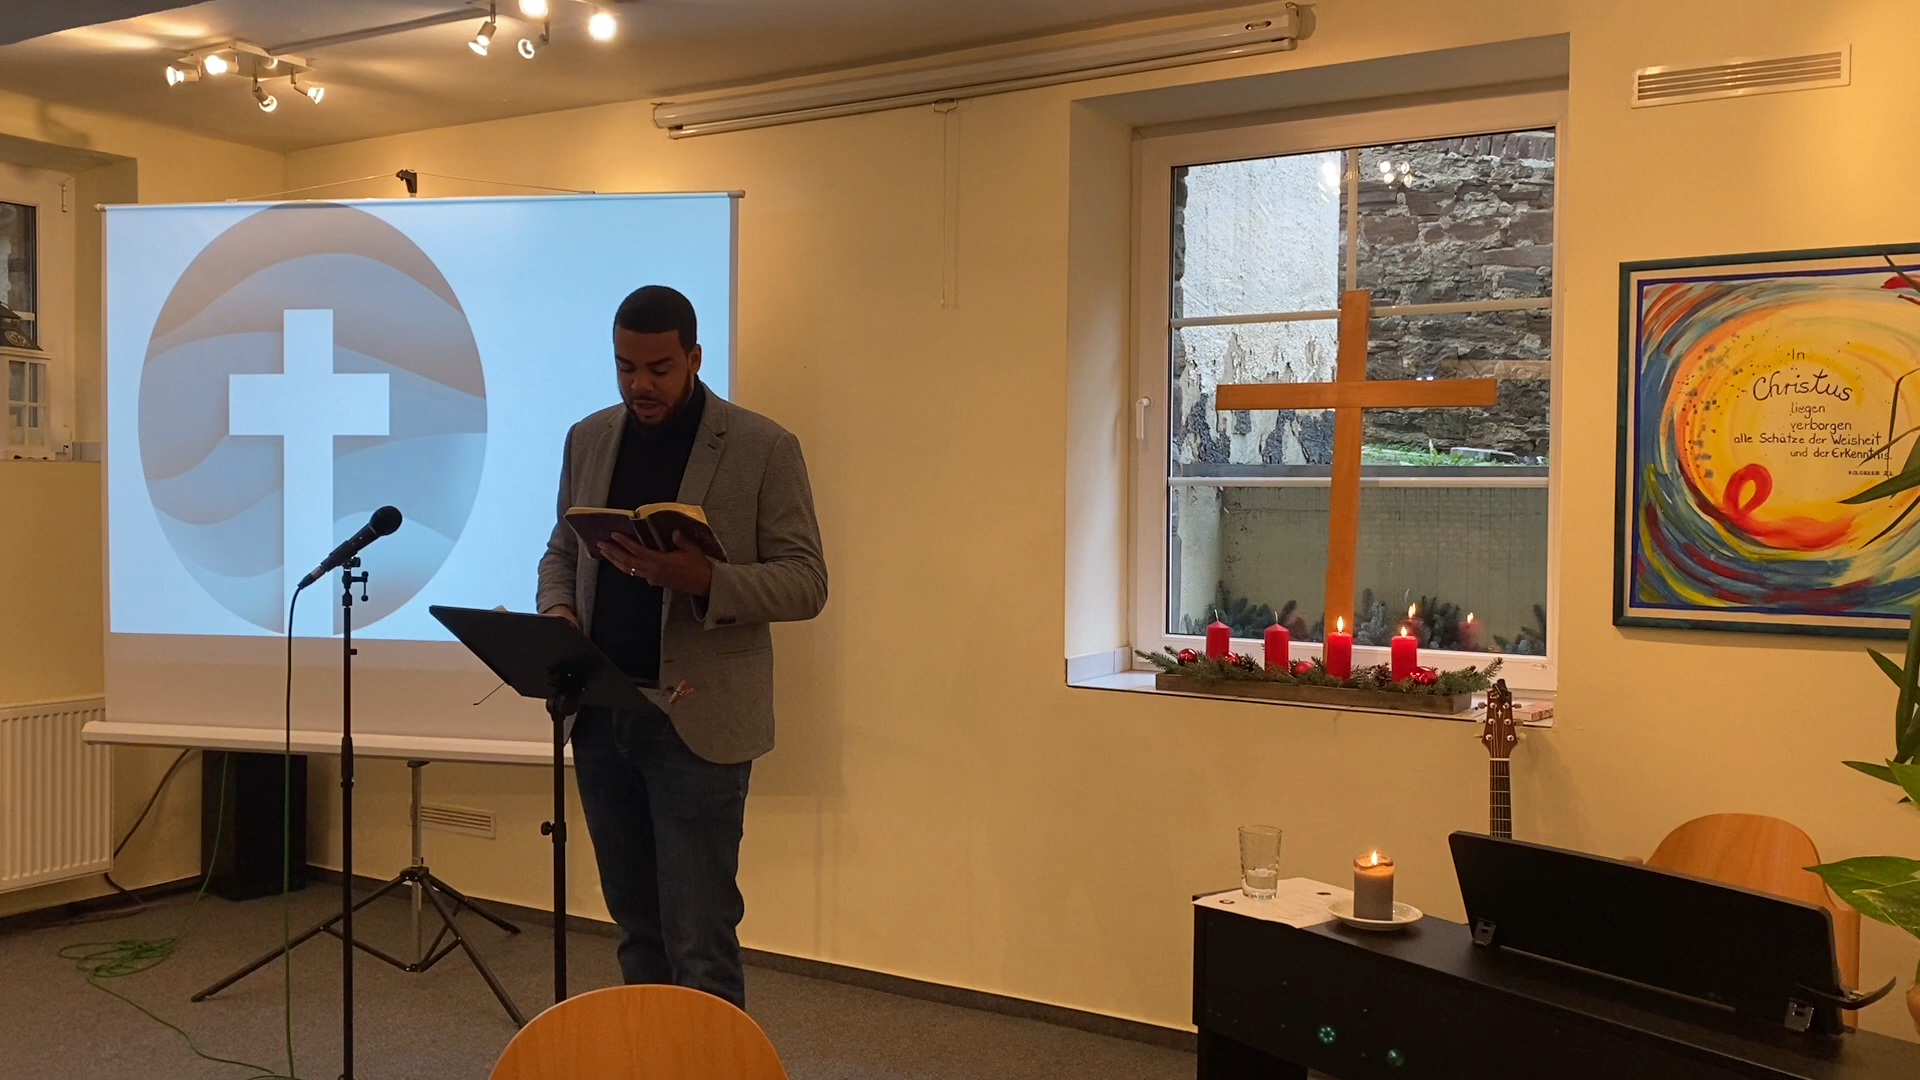 In
Christus
liegen
verborgen
alle Schätze der Weisheit
und der Erkenntnis.